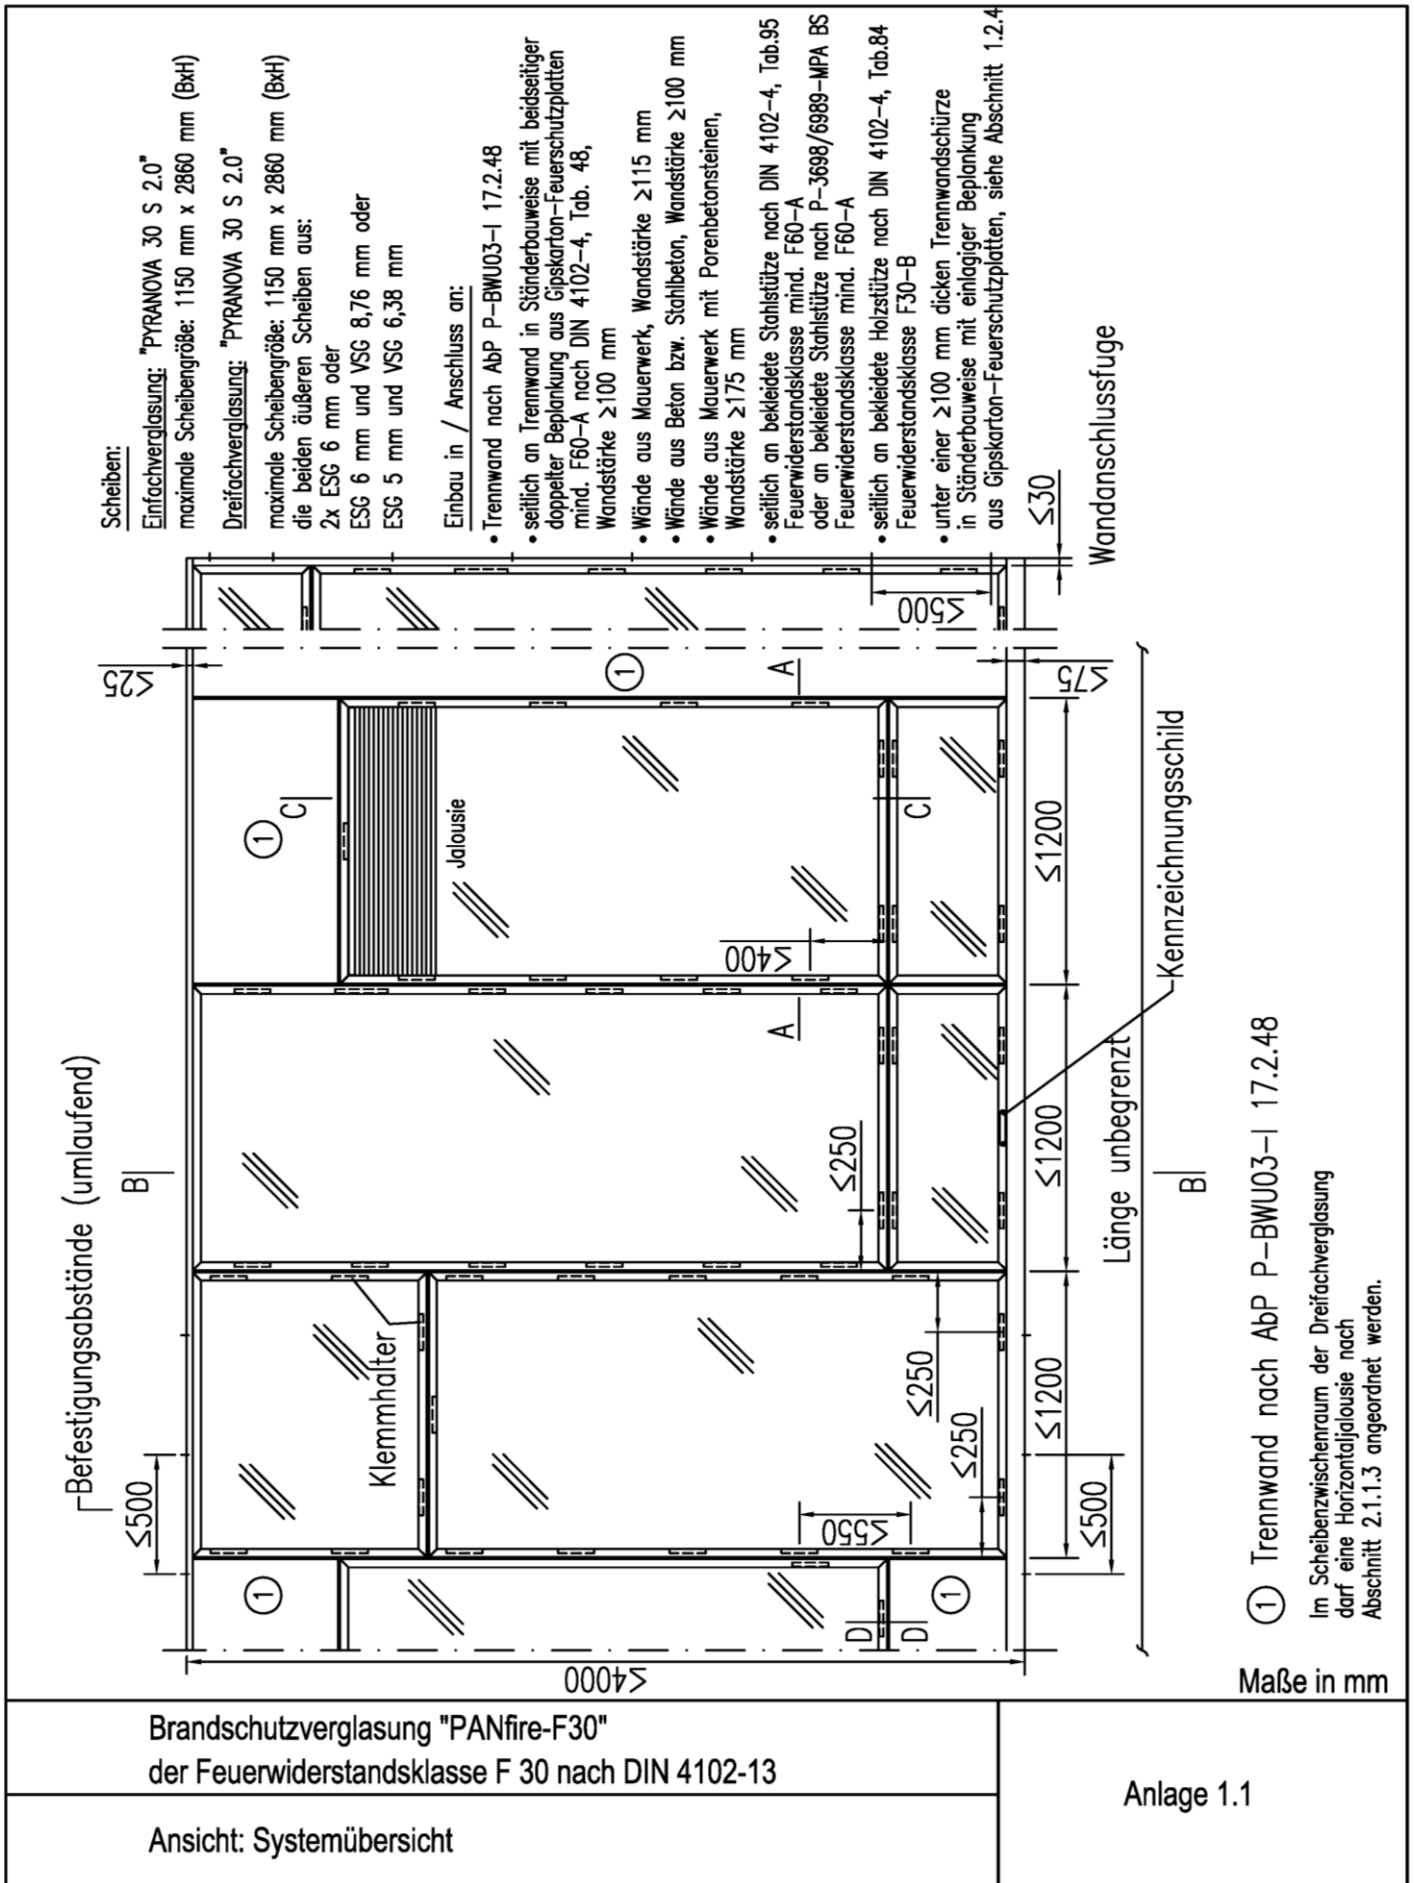 Scheiben:
Einfachverglasung: "PYRANOVA 30 S 2.0"
maximale Scheibengröße: 1150 mm x 2860 mm (BxH)
Dreifachverglasung: "PYRANOVA 30 S 2.0"
maximale Scheibengröße: 1150 mm x 2860 mm (BxH)
die beiden äußeren Scheiben aus:
2x ESG 6 mm oder
ESG 6 mm und VSG 8,76 mm oder
ESG 5 mm und VSG 6,38 mm
Einbau in / Anschluss an:
• Trennwand nach AbP P-BWU03-I 17.2.48
• seitlich an Trennwand in Ständerbauweise mit beidseitiger
doppelter Beplankung aus Gipskarton-Feuerschutzplatten
mind. F60-A nach DIN 4102-4, Tab. 48,
Wandstärke ≥100 mm
• Wände aus Mauerwerk, Wandstärke ≥115 mm
• Wände aus Beton bzw. Stahlbeton, Wandstärke ≥100 mm
• Wände aus Mauerwerk mit Porenbetonsteinen,
Wandstärke ≥175 mm
• seitlich an bekleidete Stahlstütze nach DIN 4102-4, Tab.95
Feuerwiderstandsklasse mind. F60-A
oder an bekleidete Stahlstütze nach P-3698/6989-MPA BS
Feuerwiderstandsklasse mind. F60-A
• seitlich an bekleidete Holzstütze nach DIN 4102-4, Tab.84
Feuerwiderstandsklasse F30-B
• unter einer ≥100 mm dicken Trennwandschürze
in Ständerbauweise mit einlagiger Beplankung
aus Gipskarton-Feuerschutzplatten, siehe Abschnitt 1.2.4
≤30
Wandanschlussfuge
Befestigungsabstände (umlaufend)
≤500
B
≤25
1
C
1
1
Jalousie
Klemmhalter
≤500
A
A
≤400
C
≤250
≤250
≤250
≤550
D
D
1
≤4000
≤75
≤500
≤1200
≤1200
≤1200
Länge unbegrenzt
Kennzeichnungsschild
B
1 Trennwand nach AbP P-BWU03-I 17.2.48
Im Scheibenzwischenraum der Dreifachverglasung
darf eine Horizontaljalousie nach
Abschnitt 2.1.1.3 angeordnet werden.
Maße in mm
Brandschutzverglasung "PANfire-F30"
der Feuerwiderstandsklasse F 30 nach DIN 4102-13
Anlage 1.1
Ansicht: Systemübersicht